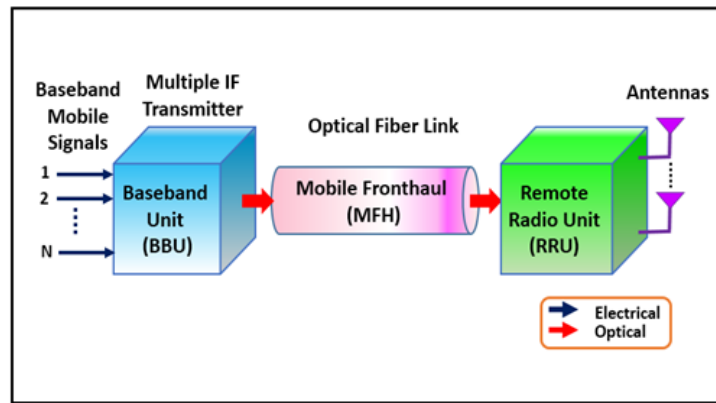 Baseband
Mobile
Signals
Multiple IF
Transmitter
Optical Fiber Link
Antennas
1
2
N
Baseband
Unit
(BBU)
Mobile Fronthaul
(MFH)
Remote
Radio Unit
(RRU)
Electrical
Optical